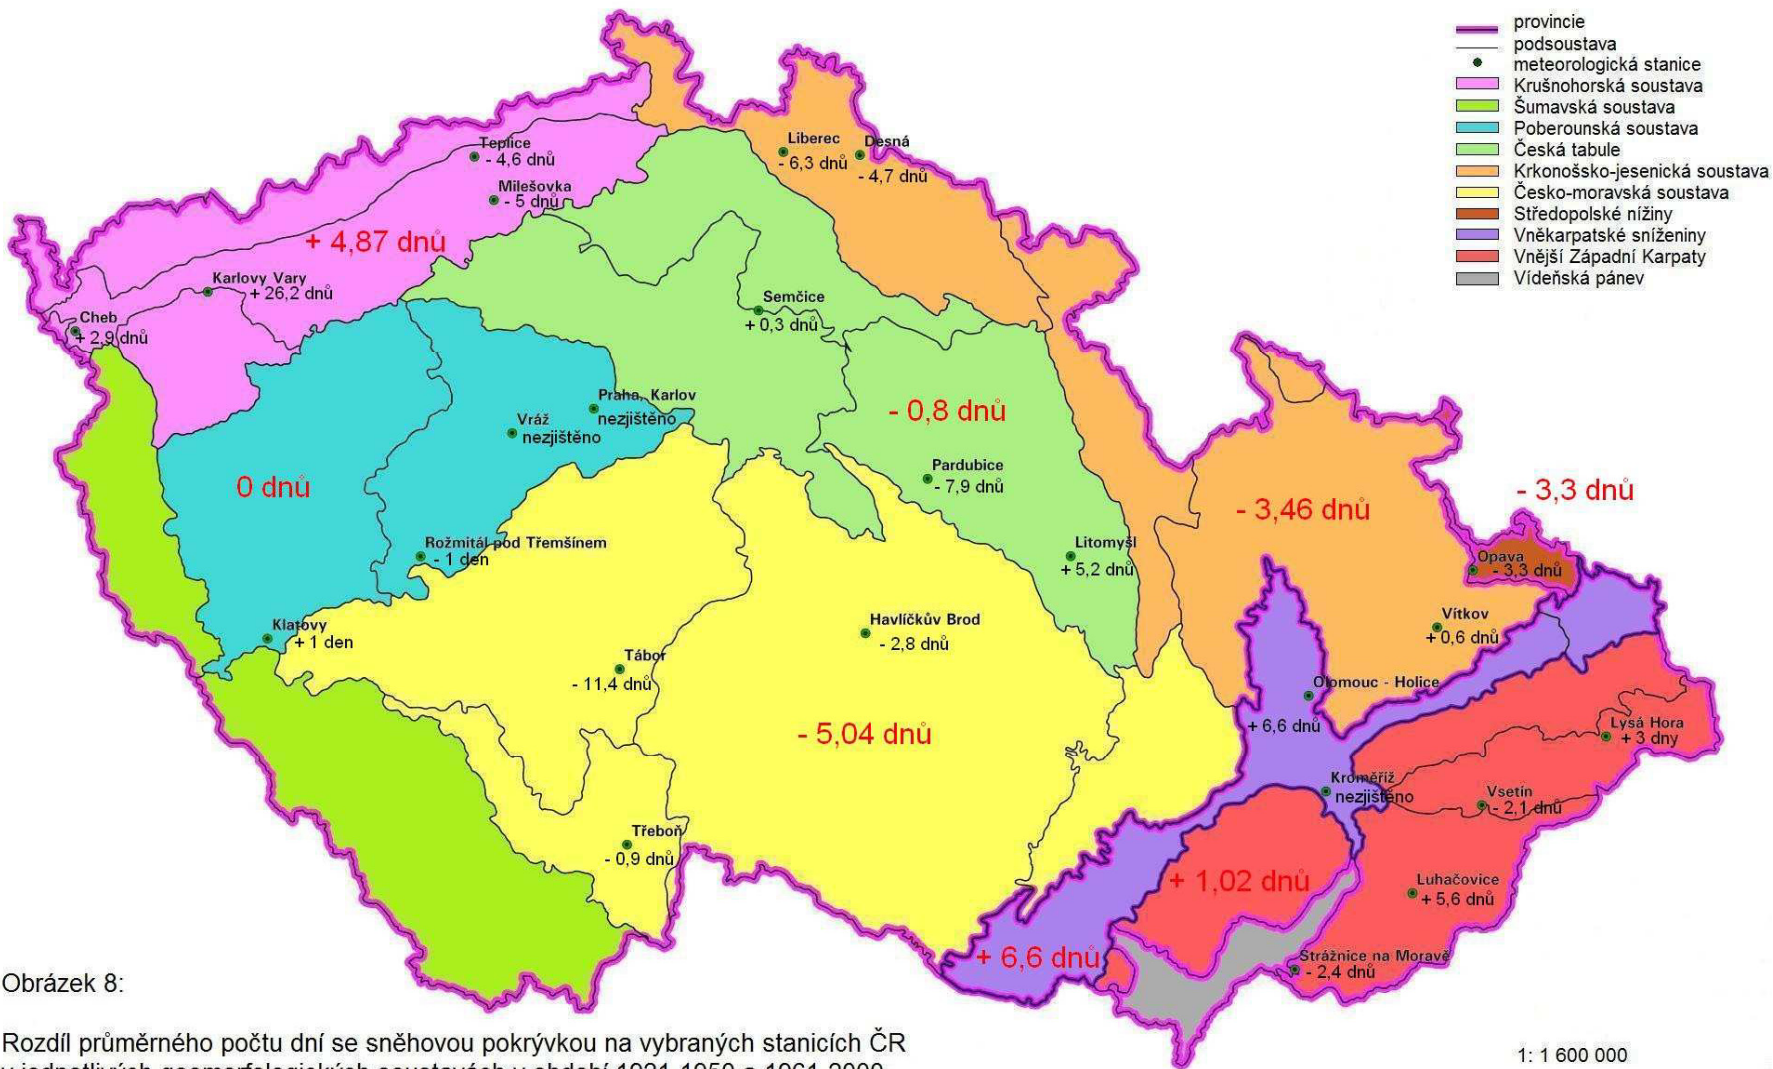 provincie
podsoustava
meteorologická stanice
Krušnohorská soustava
Šumavská soustava
Poberounská soustava
Česká tabule
Krkonošsko-jesenická soustava
Česko-moravská soustava
Středopolské nížiny
Vněkarpatské sníženiny
Vnější Západní Karpaty
Vídeňská pánev
Liberec
- 6,3 dnů
Desná
- 4,7 dnů
Teplice
- 4,6 dnů
Milešovka
- 5 dnů
+ 4,87 dnů
Karlovy Vary
+ 26,2 dnů
Cheb
+ 2,9 dnů
Semčice
+ 0,3 dnů
Praha, Karlov
nezjištěno
Vráž
nezjištěno
- 0,8 dnů
Pardubice
- 7,9 dnů
0 dnů
- 3,46 dnů
- 3,3 dnů
Rožmitál pod Třemšínem
- 1 den
Litomyšl
+ 5,2 dnů
Opava
- 3,3 dnů
Klatovy
+ 1 den
Havlíčkův Brod
- 2,8 dnů
Vítkov
+ 0,6 dnů
Tábor
- 11,4 dnů
Olomouc - Holice
+ 6,6 dnů
- 5,04 dnů
Lysá Hora
+ 3 dny
Kroměříž
nezjištěno
Vsetín
- 2,1 dnů
Třeboň
- 0,9 dnů
+ 1,02 dnů
Luhačovice
+ 5,6 dnů
+ 6,6 dnů
Strážnice na Moravě
- 2,4 dnů
Obrázek 8:
Rozdíl průměrného počtu dní se sněhovou pokrývkou na vybraných stanicích ČR
v jednotlivých geomorfologických soustavách v období 1921-1950 a 1961-2000
1: 1 600 000